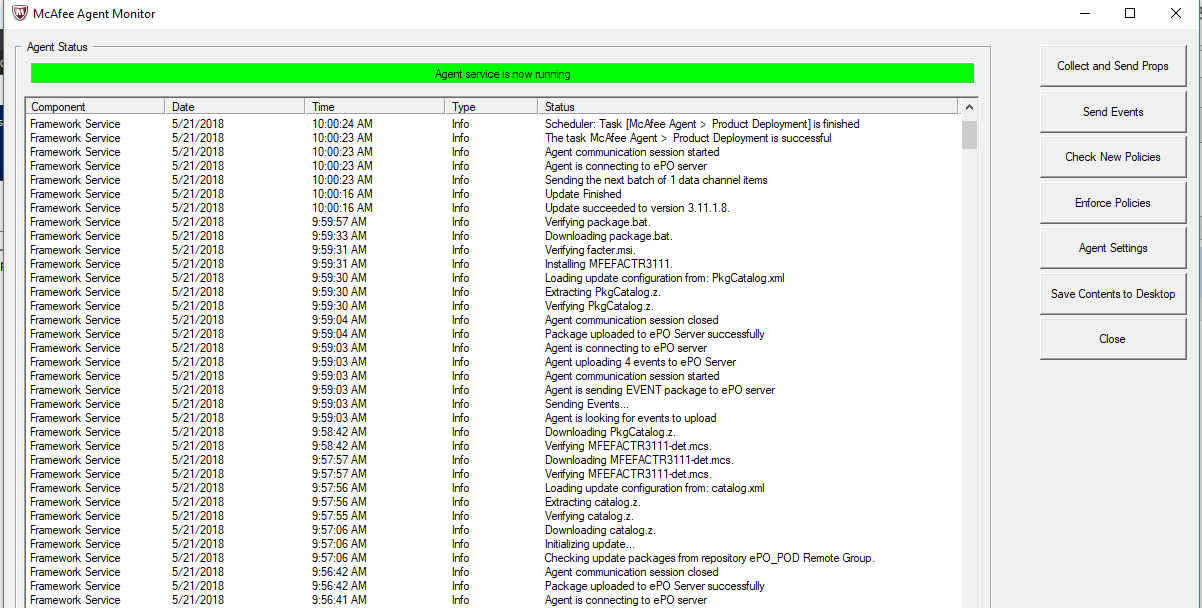 McAfee Agent Monitor
Agent Status
Agent service is now running
Component Date Time Type Status
Framework Service 5/21/2018 10:00:24 AM Info Scheduler: Task [McAfee Agent > Product Deployment] is finished
Framework Service 5/21/2018 10:00:23 AM Info The task McAfee Agent > Product Deployment is successful
Framework Service 5/21/2018 10:00:23 AM Info Agent communication session started
Framework Service 5/21/2018 10:00:23 AM Info Agent is connecting to ePO server
Framework Service 5/21/2018 10:00:23 AM Info Sending the next batch of 1 data channel items
Framework Service 5/21/2018 10:00:16 AM Info Update Finished
Framework Service 5/21/2018 10:00:16 AM Info Update succeeded to version 3.11.1.8.
Framework Service 5/21/2018 9:59:57 AM Info Verifying package.bat.
Framework Service 5/21/2018 9:59:33 AM Info Downloading package.bat.
Framework Service 5/21/2018 9:59:31 AM Info Verifying facter.msi.
Framework Service 5/21/2018 9:59:31 AM Info Installing MFEFACTR3111.
Framework Service 5/21/2018 9:59:30 AM Info Loading update configuration from: PkgCatalog.xml
Framework Service 5/21/2018 9:59:30 AM Info Extracting PkgCatalog.z.
Framework Service 5/21/2018 9:59:30 AM Info Verifying PkgCatalog.z.
Framework Service 5/21/2018 9:59:04 AM Info Agent communication session closed
Framework Service 5/21/2018 9:59:04 AM Info Package uploaded to ePO Server successfully
Framework Service 5/21/2018 9:59:03 AM Info Agent is connecting to ePO server
Framework Service 5/21/2018 9:59:03 AM Info Agent uploading 4 events to ePO Server
Framework Service 5/21/2018 9:59:03 AM Info Agent communication session started
Framework Service 5/21/2018 9:59:03 AM Info Agent is sending EVENT package to ePO server
Framework Service 5/21/2018 9:59:03 AM Info Sending Events...
Framework Service 5/21/2018 9:59:03 AM Info Agent is looking for events to upload
Framework Service 5/21/2018 9:58:42 AM Info Downloading PkgCatalog.z.
Framework Service 5/21/2018 9:58:42 AM Info Verifying MFEFACTR3111-det.mcs.
Framework Service 5/21/2018 9:57:57 AM Info Downloading MFEFACTR3111-det.mcs.
Framework Service 5/21/2018 9:57:57 AM Info Verifying MFEFACTR3111-det.mcs.
Framework Service 5/21/2018 9:57:56 AM Info Loading update configuration from: catalog.xml
Framework Service 5/21/2018 9:57:56 AM Info Extracting catalog.z.
Framework Service 5/21/2018 9:57:55 AM Info Verifying catalog.z.
Framework Service 5/21/2018 9:57:06 AM Info Downloading catalog.z.
Framework Service 5/21/2018 9:57:06 AM Info Initializing update...
Framework Service 5/21/2018 9:57:06 AM Info Checking update packages from repository ePO_POD Remote Group.
Framework Service 5/21/2018 9:56:42 AM Info Agent communication session closed
Framework Service 5/21/2018 9:56:42 AM Info Package uploaded to ePO Server successfully
Framework Service 5/21/2018 9:56:41 AM Info Agent is connecting to ePO server
Collect and Send Props
Send Events
Check New Policies
Enforce Policies
Agent Settings
Save Contents to Desktop
Close